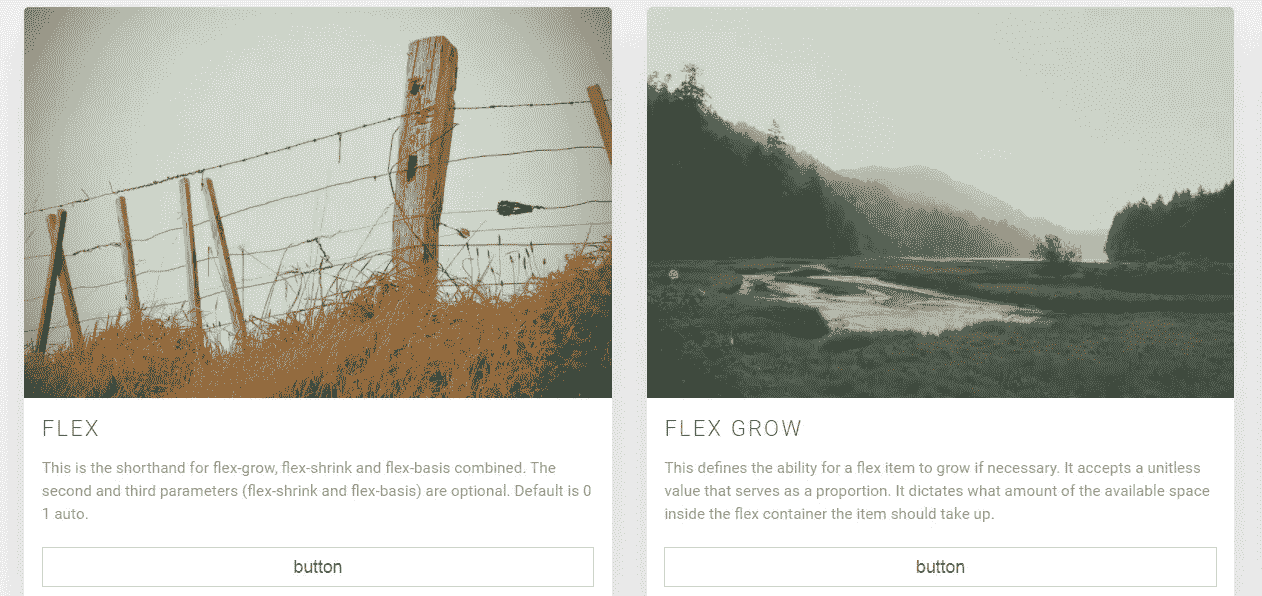 FLEX
This is the shorthand for flex-grow, flex-shrink and flex-basis combined. The
second and third parameters (flex-shrink and flex-basis) are optional. Default is 0
1 auto.
button
FLEX GROW
This defines the ability for a flex item to grow if necessary. It accepts a unitless
value that serves as a proportion. It dictates what amount of the available space
inside the flex container the item should take up.
button